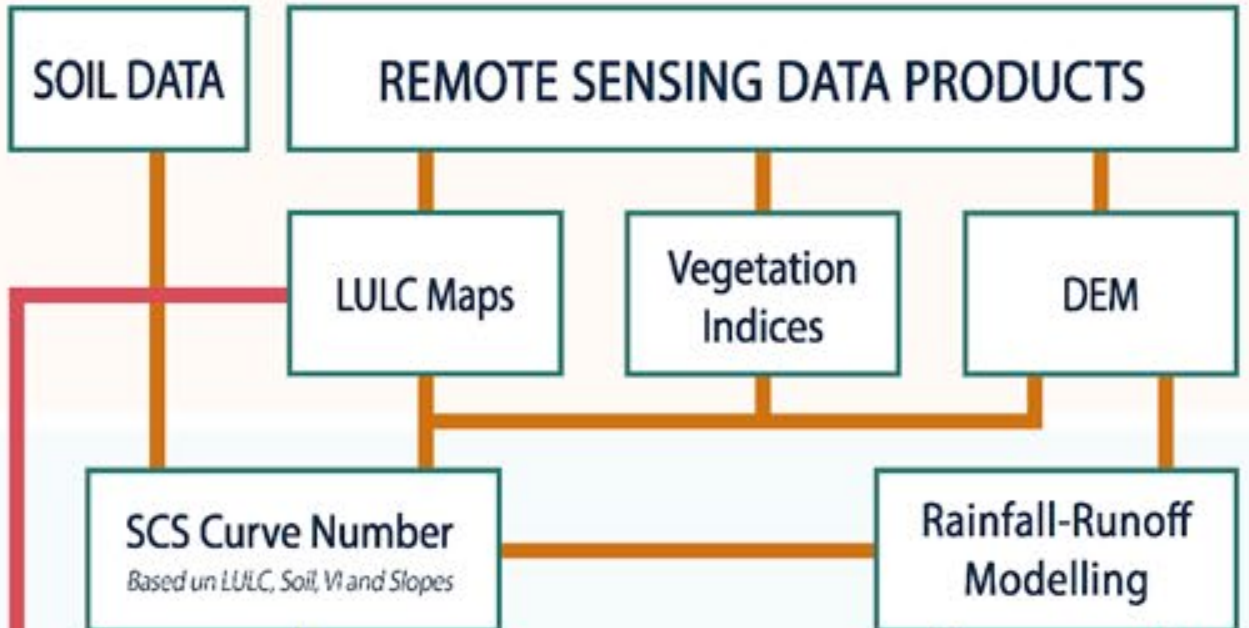 SOIL DATA
REMOTE SENSING DATA PRODUCTS
LULC Maps
Vegetation
Indices
DEM
SCS Curve Number
Based un LULC, Soil, VI and Slopes
Rainfall-Runoff
Modelling